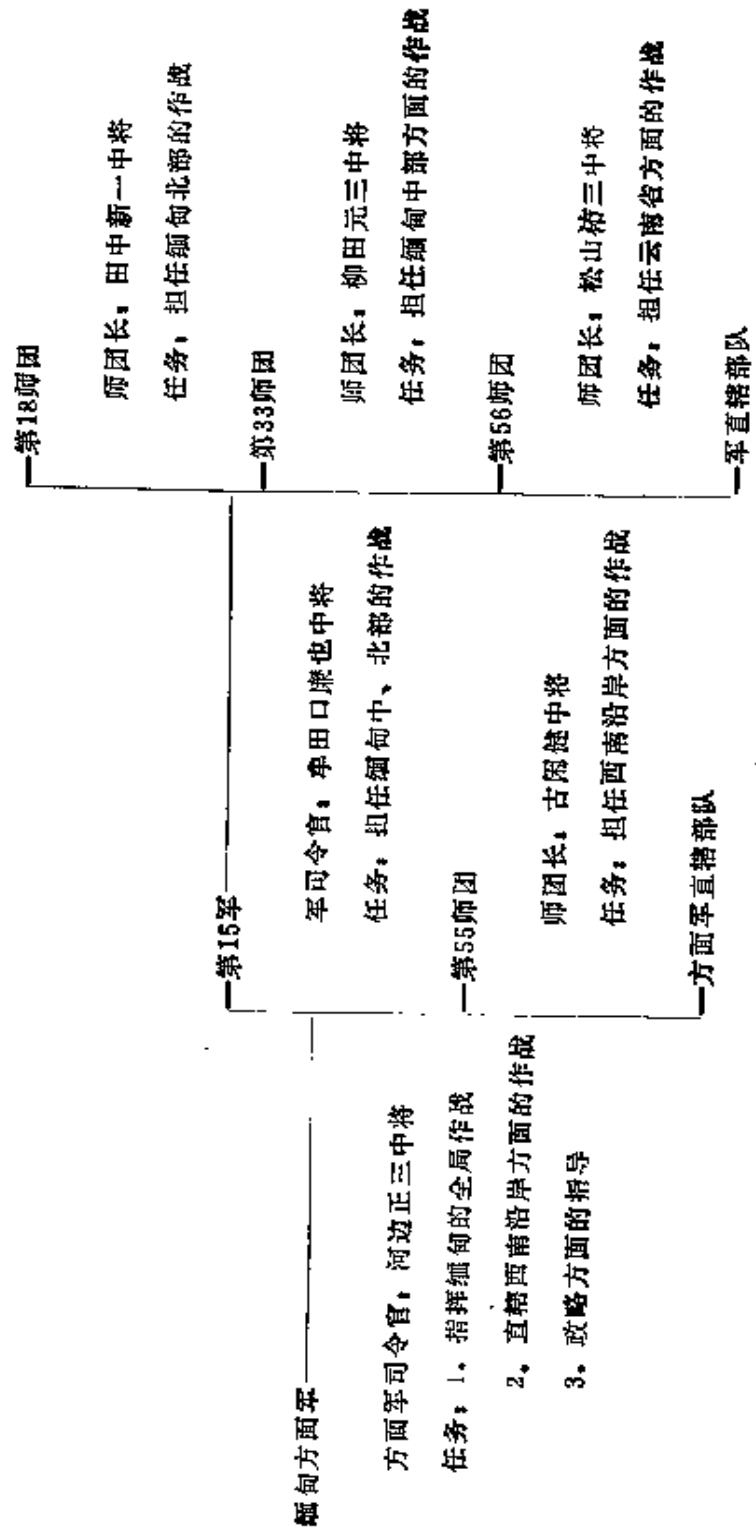 缅甸方面军
方面军司令官：河边正三中将
任务：1、指挥缅甸的全局作战
2、直辖西南沿岸方面的作战
3、政略方面的指导
第15军
军司令官：牟田口廉也中将
任务：担任缅甸中、北部的作战
第55师团
师团长：古闲健中将
任务：担任西南沿岸方面的作战
方面军直辖部队
第18师团
师团长：田中新一中将
任务：担任缅甸北部的作战
第33师团
师团长：柳田元三中将
任务：担任缅甸中部方面的作战
第56师团
师团长：松山祐三中将
任务：担任云南省方面的作战
军直辖部队